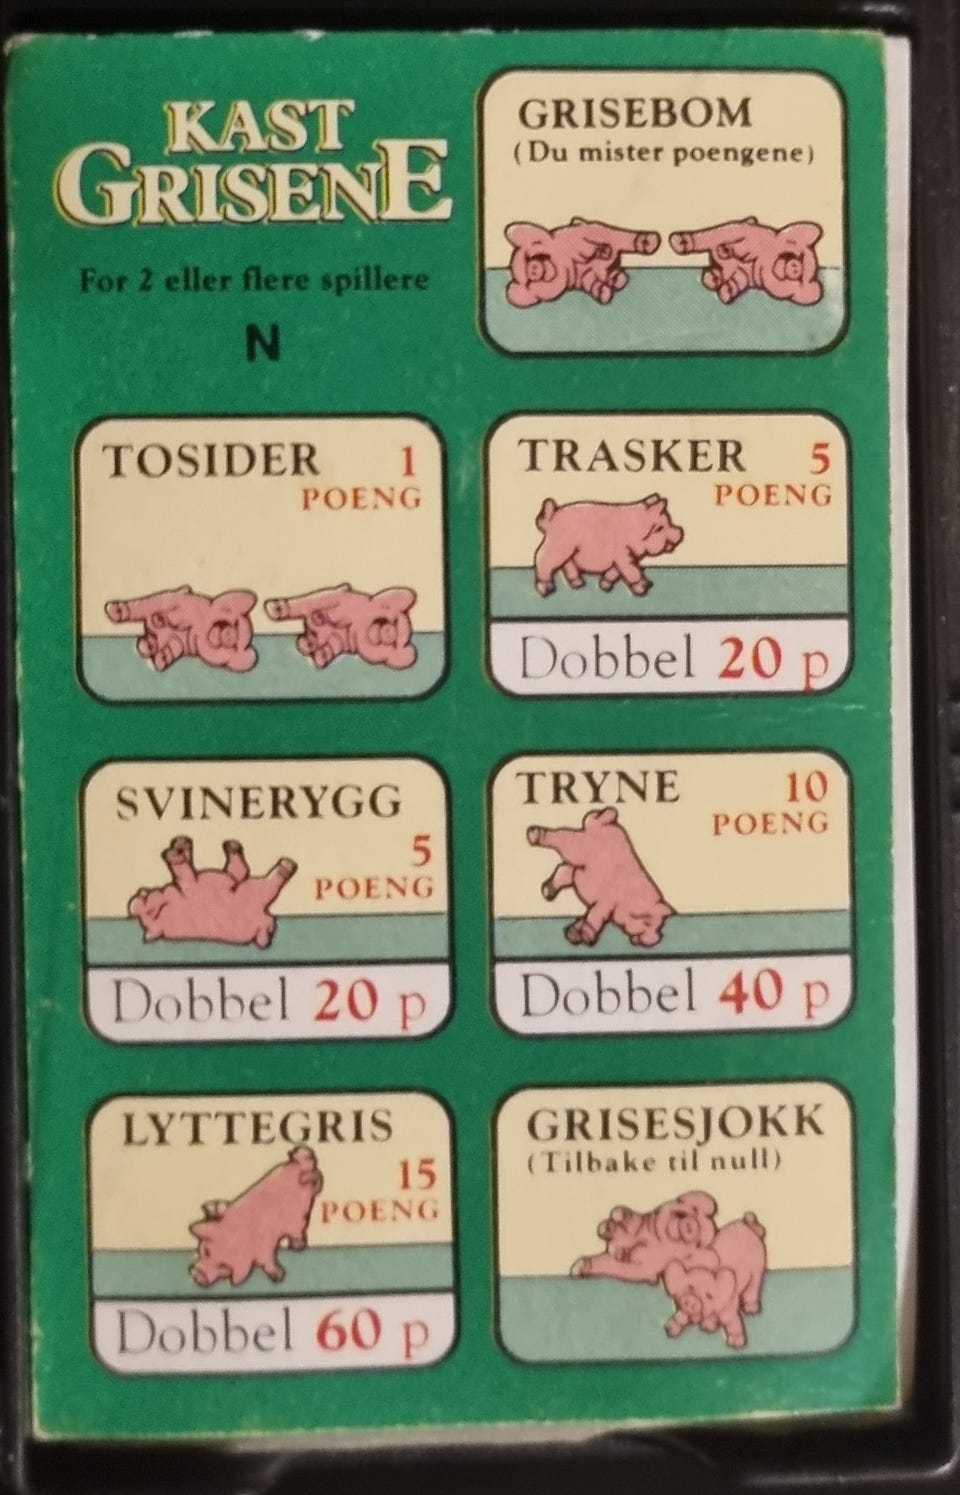 KAST
GRISENE
For 2 eller flere spillere
N
GRISEBOM
(Du mister poengene)
TOSIDER 1
POENG
TRASKER 5
POENG
Dobbel 20 p
SVINERYGG
5
POENG
Dobbel 20 p
TRYNE 10
POENG
Dobbel 40 p
LYTTEGRIS
15
POENG
Dobbel 60 p
GRISESJOKK
(Tilbake til null)